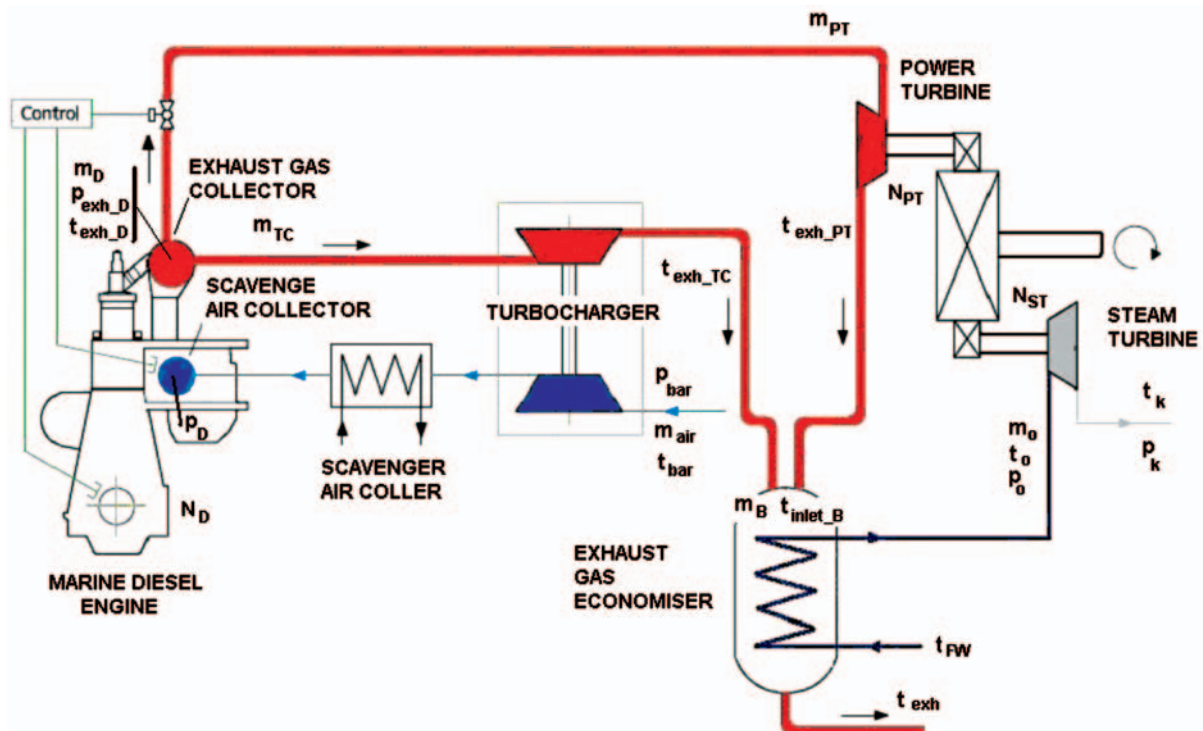 m_PT
POWER
TURBINE
Control
m_D
p_exh_D
t_exh_D
EXHAUST GAS
COLLECTOR
m_TC
N_PT
t_exh_PT
SCAVENGE
AIR COLLECTOR
t_exh_TC
TURBOCHARGER
N_ST
STEAM
TURBINE
p_bar
m_air
t_bar
t_k
p_k
m_o
t_o
p_o
p_D
SCAVENGER
AIR COLLER
N_D
m_B
t_inlet_B
EXHAUST
GAS
ECONOMISER
MARINE DIESEL
ENGINE
t_FW
t_exh